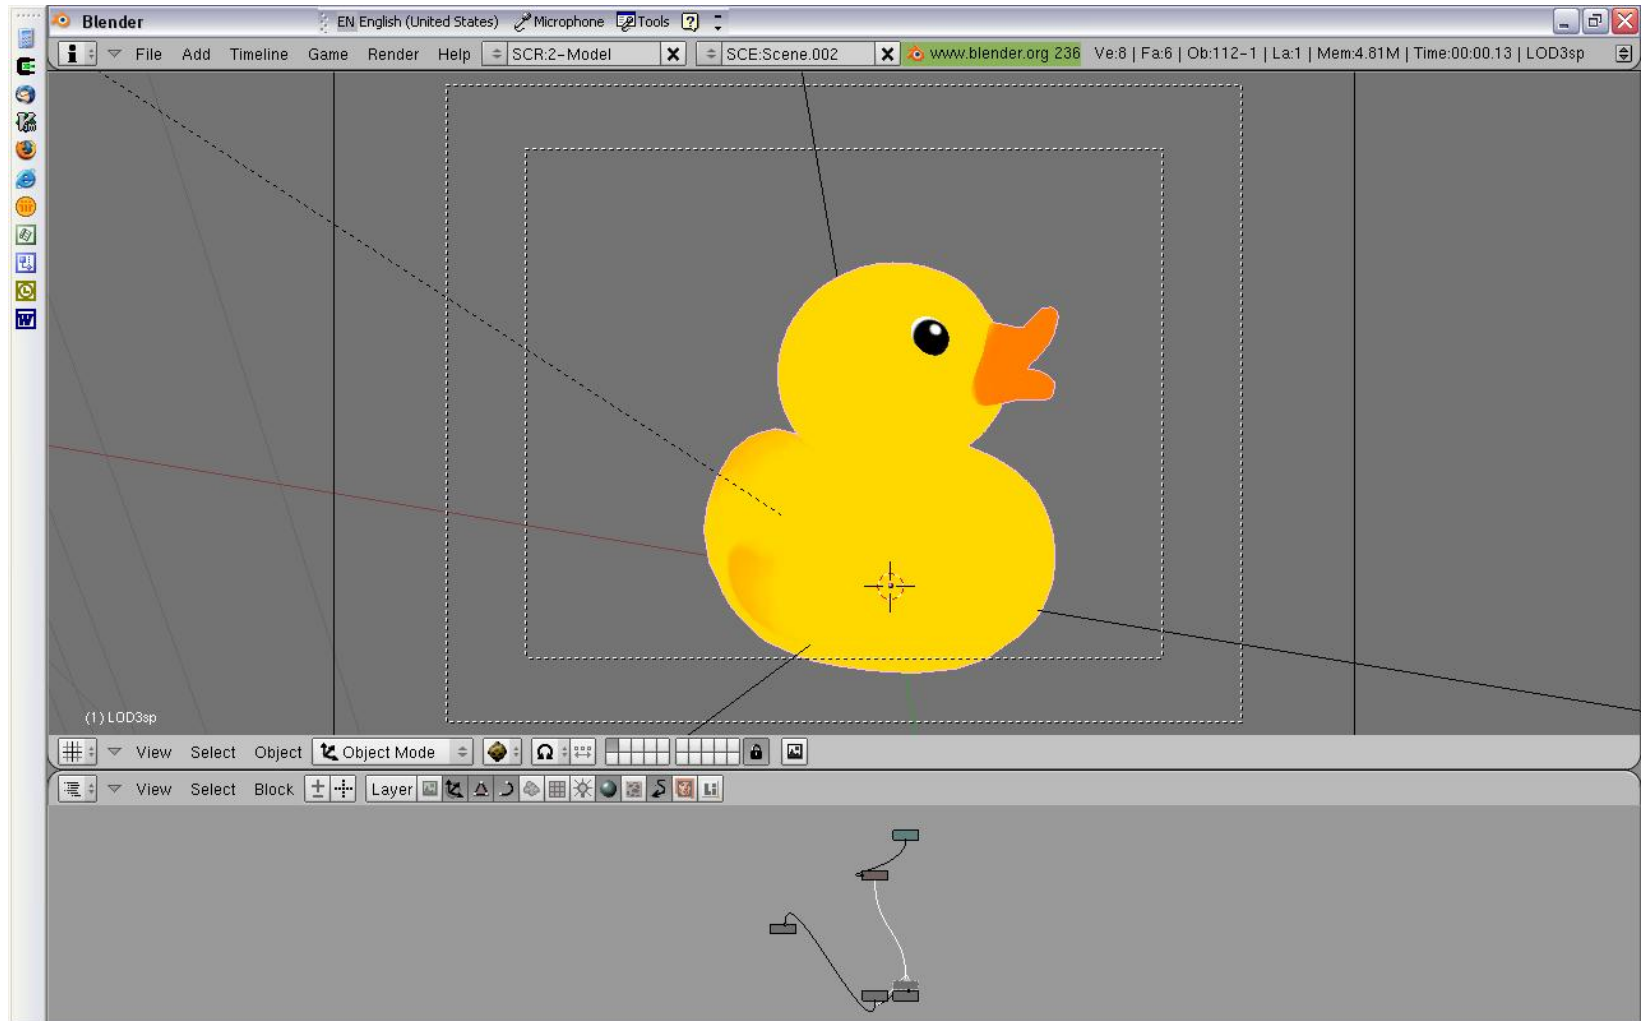 Blender EN English (United States) Microphone Tools ?
i File Add Timeline Game Render Help SCR:2-Model X SCE:Scene.002 X www.blender.org 236 Ve:8 | Fa:6 | Ob:112-1 | La:1 | Mem:4.81M | Time:00:00.13 | LOD3sp
(1) LOD3sp
View Select Object Object Mode
View Select Block Layer